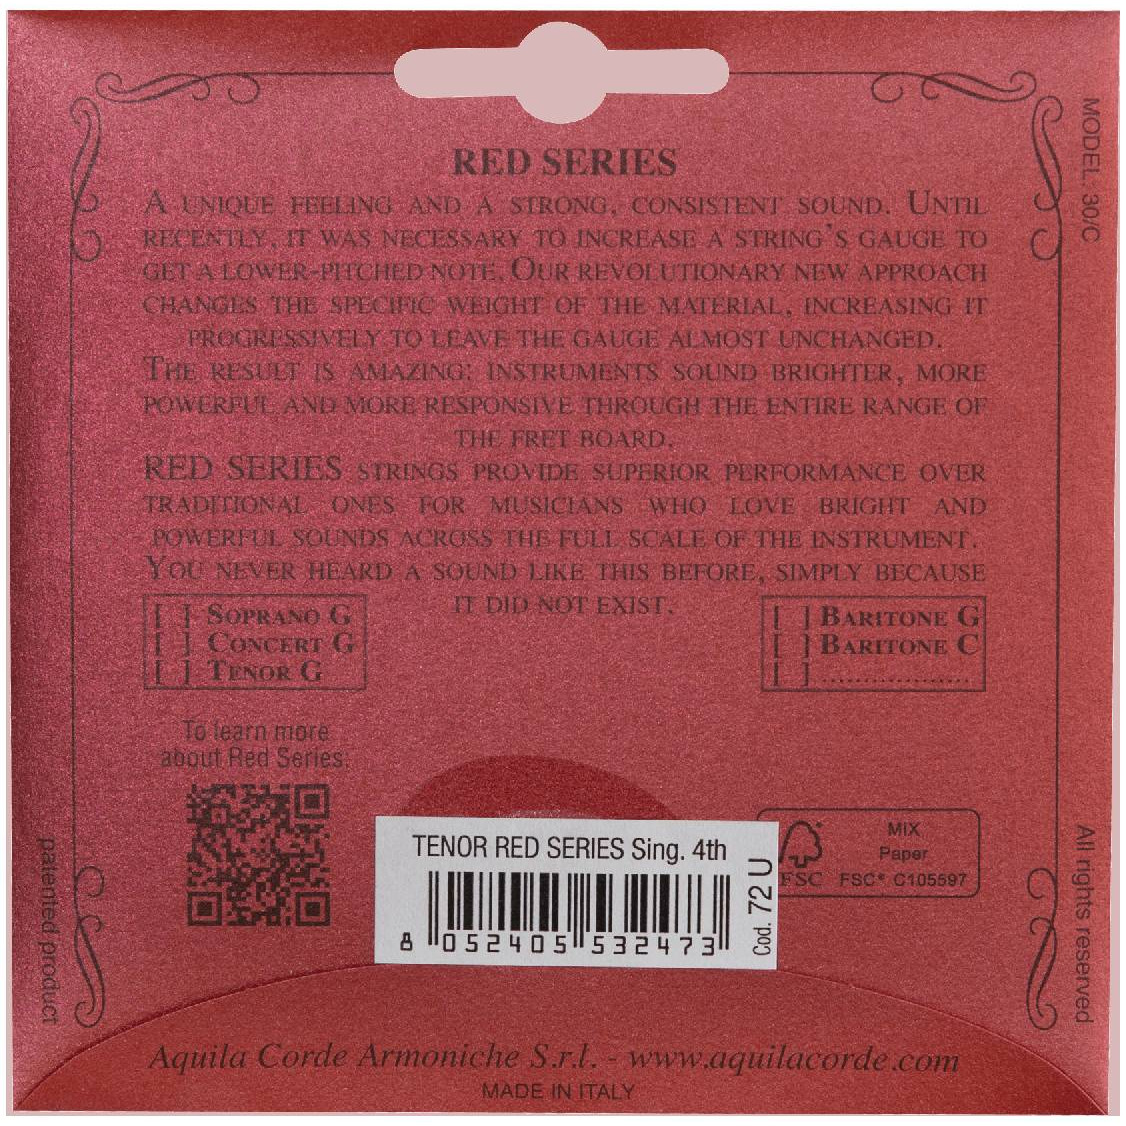 RED SERIES
A UNIQUE FEELING AND A STRONG, CONSISTENT SOUND. UNTIL
RECENTLY, IT WAS NECESSARY TO INCREASE A STRING'S GAUGE TO
GET A LOWER-PITCHED NOTE. OUR REVOLUTIONARY NEW APPROACH
CHANGES THE SPECIFIC WEIGHT OF THE MATERIAL, INCREASING IT
PROGRESSIVELY TO LEAVE THE GAUGE ALMOST UNCHANGED.
THE RESULT IS AMAZING: INSTRUMENTS SOUND BRIGHTER, MORE
POWERFUL AND MORE RESPONSIVE THROUGH THE ENTIRE RANGE OF
THE FRET BOARD.
RED SERIES STRINGS PROVIDE SUPERIOR PERFORMANCE OVER
TRADITIONAL ONES FOR MUSICIANS WHO LOVE BRIGHT AND
POWERFUL SOUNDS ACROSS THE FULL SCALE OF THE INSTRUMENT.
YOU NEVER HEARD A SOUND LIKE THIS BEFORE, SIMPLY BECAUSE
IT DID NOT EXIST.
[ ] SOPRANO G
[ ] CONCERT G
[ ] TENOR G
[ ] BARITONE G
[ ] BARITONE C
[ ] ...................
To learn more
about Red Series:
TENOR RED SERIES Sing. 4th
8 052405 532473
Cod. 72 U
FSC
MIX
Paper
FSC® C105597
Aquila Corde Armoniche S.r.l. - www.aquilacorde.com
MADE IN ITALY
patented product
MODEL: 30/C
All rights reserved